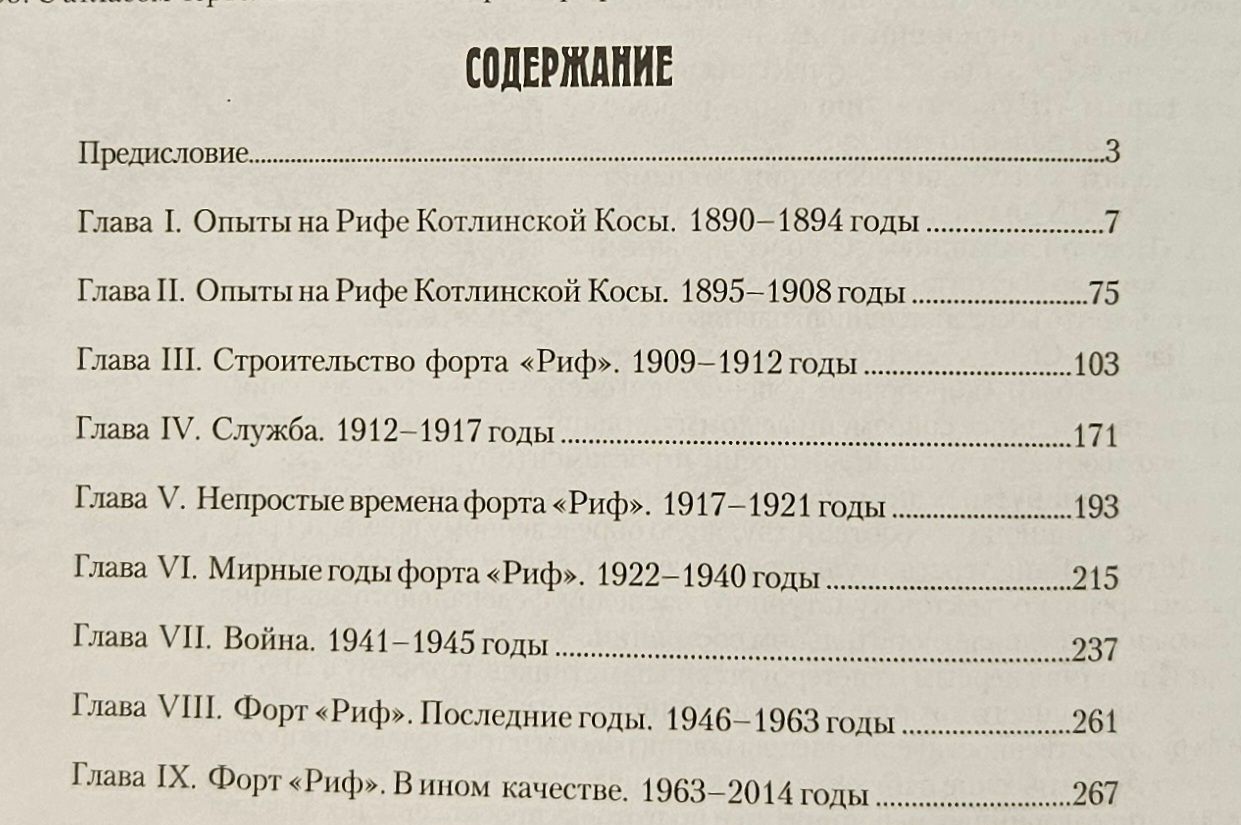 СОДЕРЖАНИЕ
Предисловие...3
Глава I. Опыты на Рифе Котлинской Косы. 1890–1894 годы ...7
Глава II. Опыты на Рифе Котлинской Косы. 1895–1908 годы ...75
Глава III. Строительство форта «Риф». 1909–1912 годы ...103
Глава IV. Служба. 1912–1917 годы ...171
Глава V. Непростые времена форта «Риф». 1917–1921 годы ...193
Глава VI. Мирные годы форта «Риф». 1922–1940 годы ...215
Глава VII. Война. 1941–1945 годы ...237
Глава VIII. Форт «Риф». Последние годы. 1946–1963 годы ...261
Глава IX. Форт «Риф». В ином качестве. 1963–2014 годы ...267